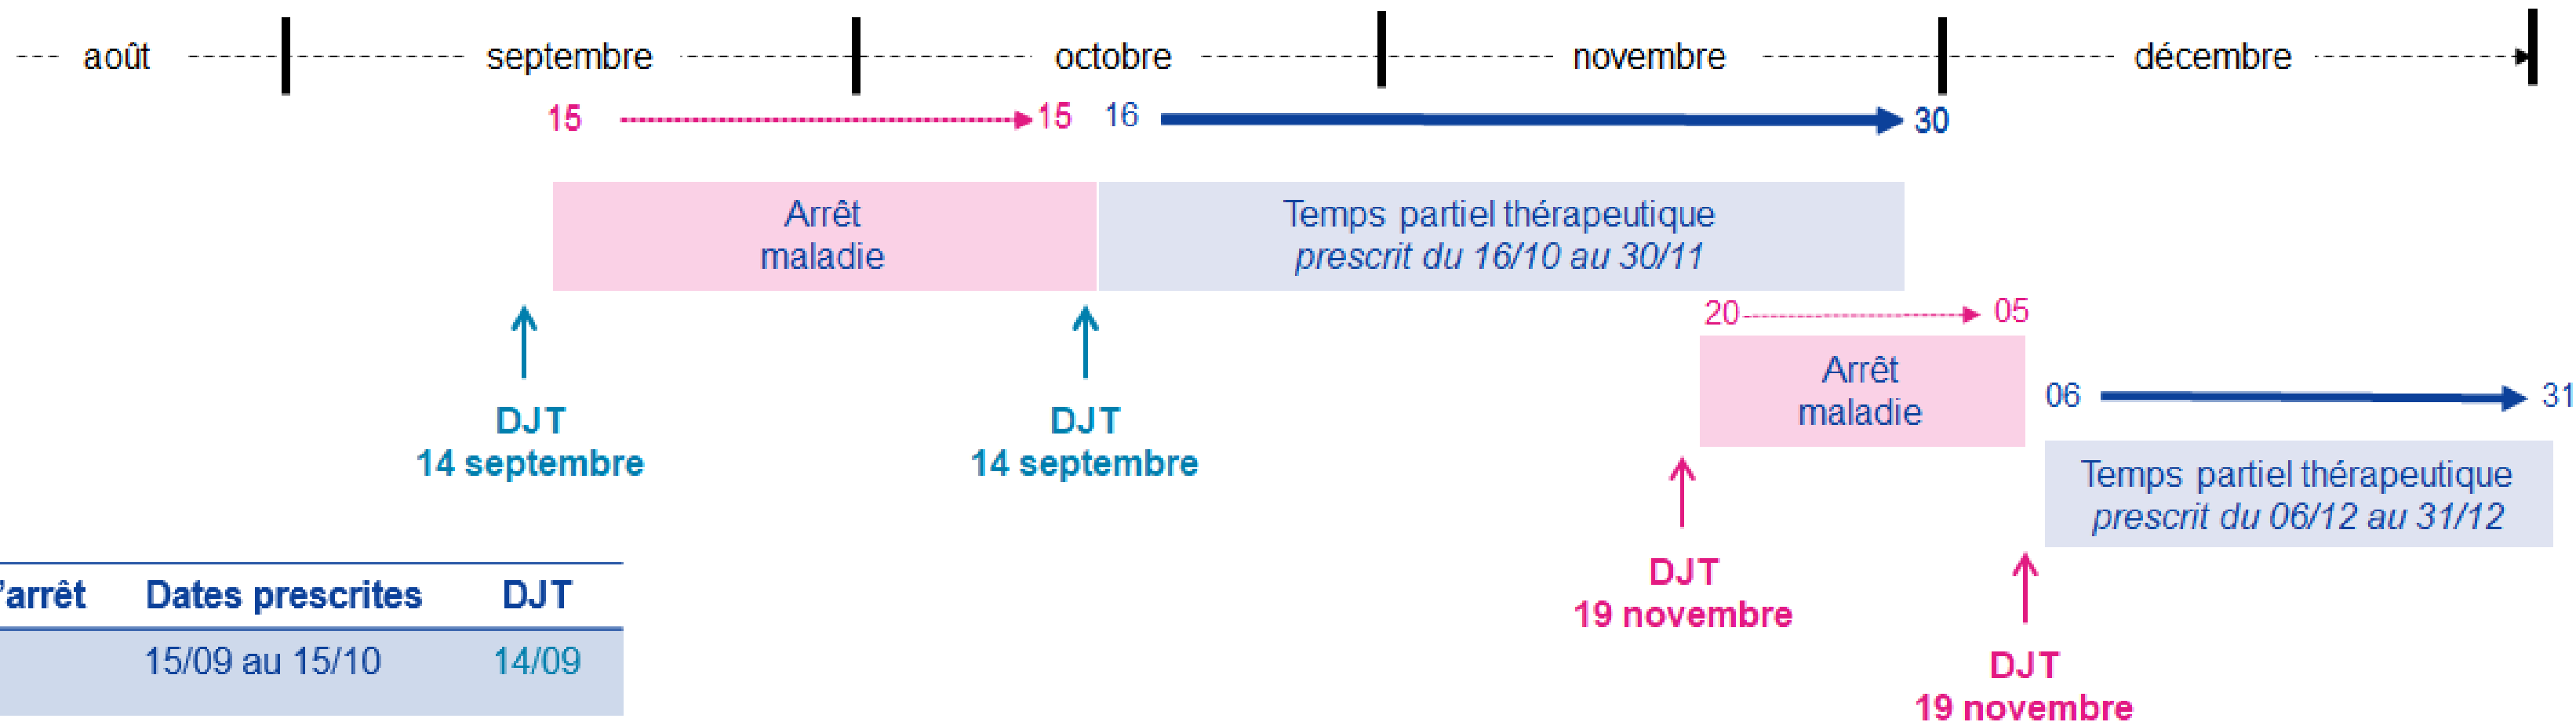 août septembre octobre novembre décembre
15 15 16 30
Arrêt
maladie
Temps partiel thérapeutique
prescrit du 16/10 au 30/11
20 05
Arrêt
maladie
06 31
Temps partiel thérapeutique
prescrit du 06/12 au 31/12
DJT
14 septembre
DJT
14 septembre
DJT
19 novembre
DJT
19 novembre
'arrêt Dates prescrites DJT
15/09 au 15/10 14/09